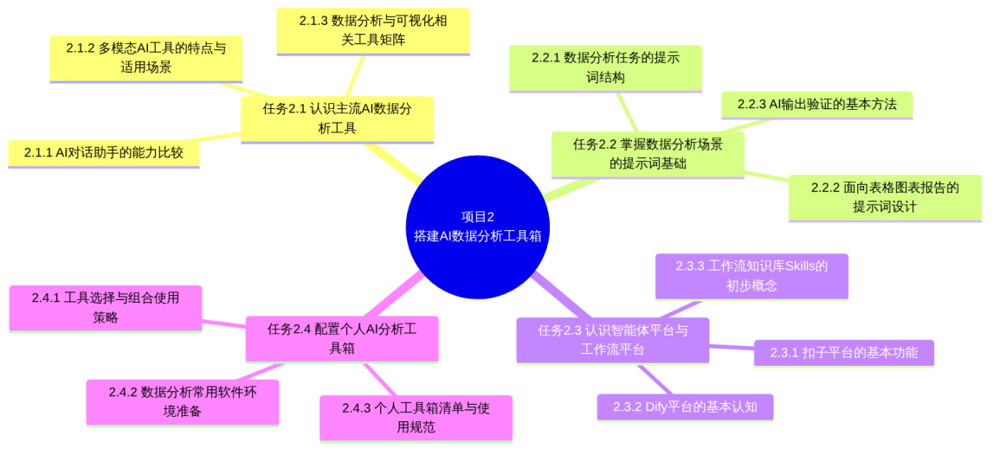 项目2
搭建AI数据分析工具箱
任务2.1 认识主流AI数据分
析工具
2.1.1 AI对话助手的能力比较
2.1.2 多模态AI工具的特点与
适用场景
2.1.3 数据分析与可视化相
关工具矩阵
任务2.2 掌握数据分析场景
的提示词基础
2.2.1 数据分析任务的提示
词结构
2.2.2 面向表格图表报告的
提示词设计
2.2.3 AI输出验证的基本方法
任务2.3 认识智能体平台与
工作流平台
2.3.1 扣子平台的基本功能
2.3.2 Dify平台的基本认知
2.3.3 工作流知识库Skills的
初步概念
任务2.4 配置个人AI分析工
具箱
2.4.1 工具选择与组合使用
策略
2.4.2 数据分析常用软件环
境准备
2.4.3 个人工具箱清单与使
用规范